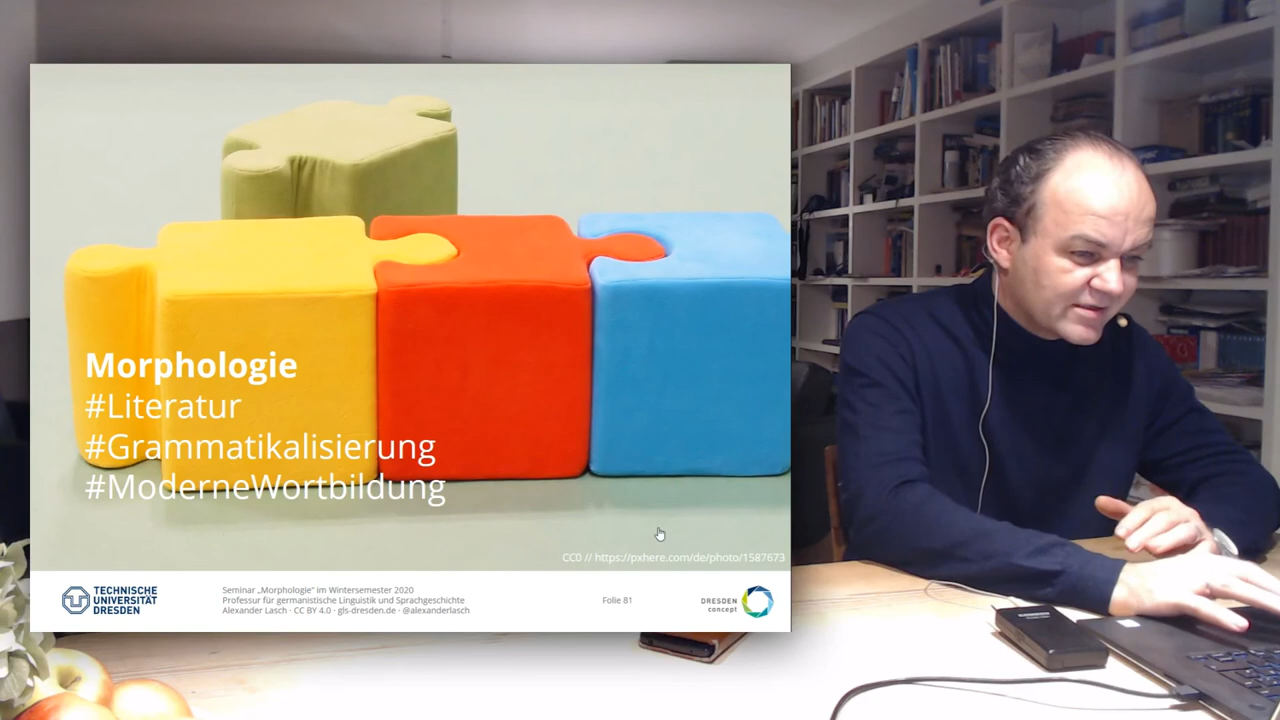 Morphologie
#Literatur
#Grammatikalisierung
#ModerneWortbildung
CC0 // https://pxhere.com/de/photo/1587673
TECHNISCHE
UNIVERSITÄT
DRESDEN
Seminar „Morphologie" im Wintersemester 2020
Professur für germanistische Linguistik und Sprachgeschichte
Alexander Lasch · CC BY 4.0 · gls-dresden.de · @alexanderlasch
Folie 81
DRESDEN
concept